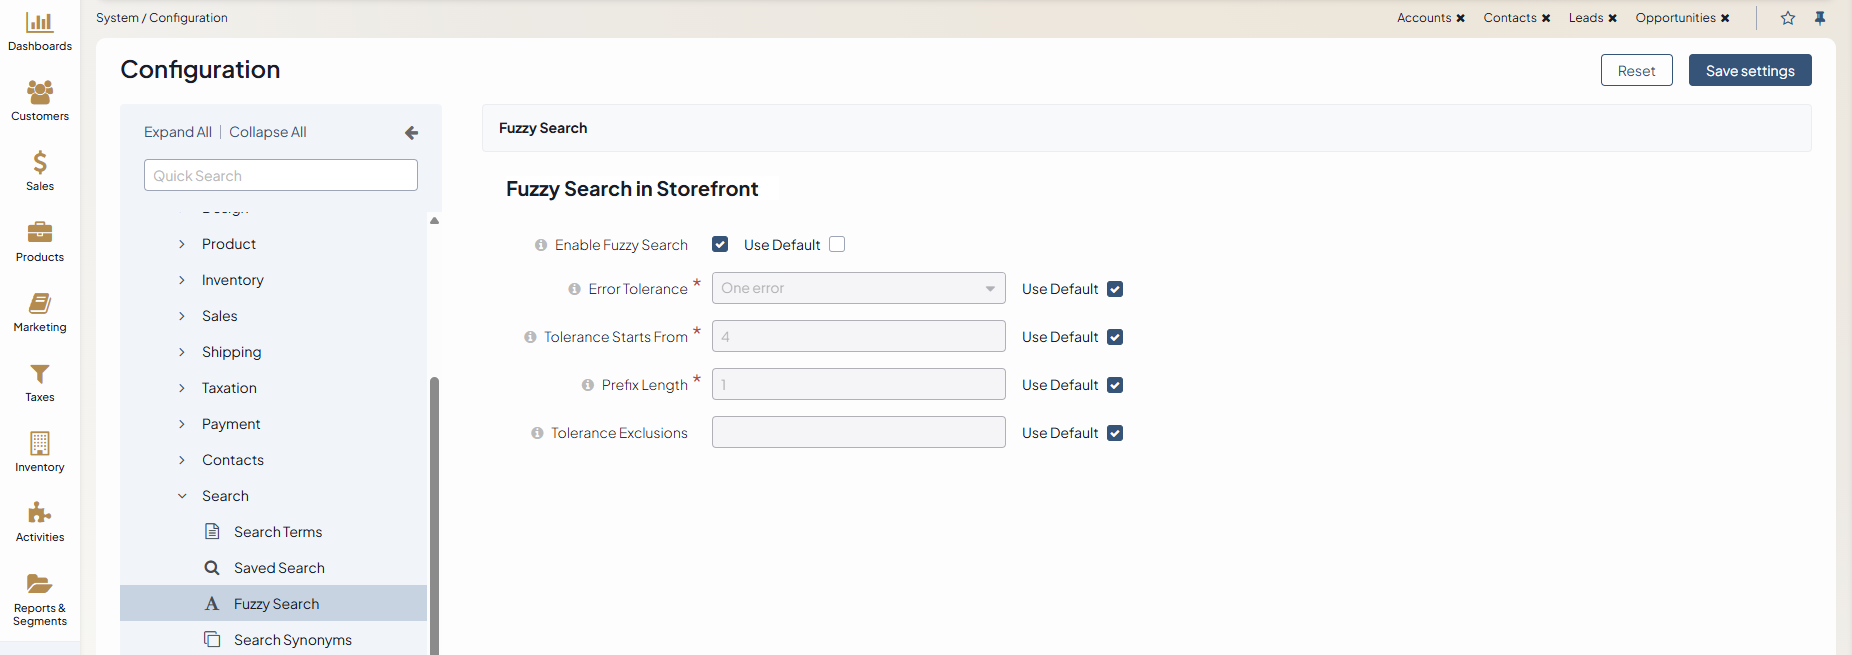 System / Configuration
Accounts ✖ Contacts ✖ Leads ✖ Opportunities ✖
Dashboards
Customers
Sales
Products
Marketing
Taxes
Inventory
Activities
Reports &
Segments
Configuration
Reset
Save settings
Expand All | Collapse All
Quick Search
Design
Product
Inventory
Sales
Shipping
Taxation
Payment
Contacts
Search
Search Terms
Saved Search
Fuzzy Search
Search Synonyms
Fuzzy Search
Fuzzy Search in Storefront
Enable Fuzzy Search Use Default
Error Tolerance * One error Use Default
Tolerance Starts From * 4 Use Default
Prefix Length * 1 Use Default
Tolerance Exclusions Use Default